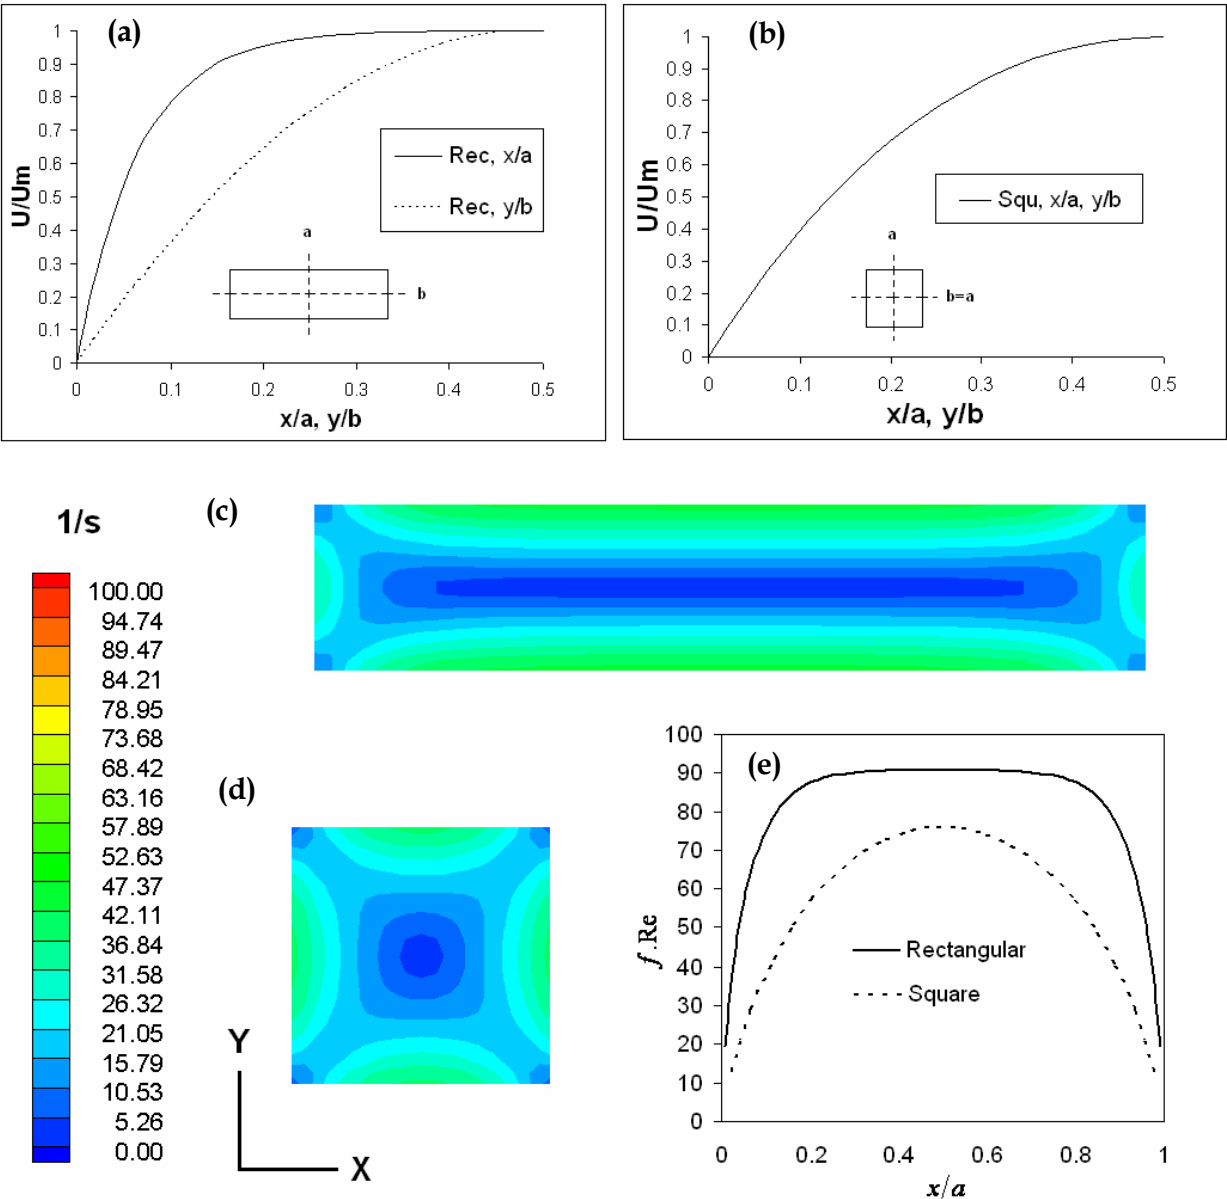 (a)
1
0.9
0.8
0.7
0.6
0.5
0.4
0.3
0.2
0.1
0
U/Um
Rec, x/a
Rec, y/b
a
b
0 0.1 0.2 0.3 0.4 0.5
x/a, y/b
(b)
1
0.9
0.8
0.7
0.6
0.5
0.4
0.3
0.2
0.1
0
U/Um
Squ, x/a, y/b
a
b=a
0 0.1 0.2 0.3 0.4 0.5
x/a, y/b
1/s
100.00
94.74
89.47
84.21
78.95
73.68
68.42
63.16
57.89
52.63
47.37
42.11
36.84
31.58
26.32
21.05
15.79
10.53
5.26
0.00
(c)
(d)
Y
X
(e)
100
90
80
70
60
50
40
30
20
10
0
f.Re
Rectangular
Square
0 0.2 0.4 0.6 0.8 1
x/a